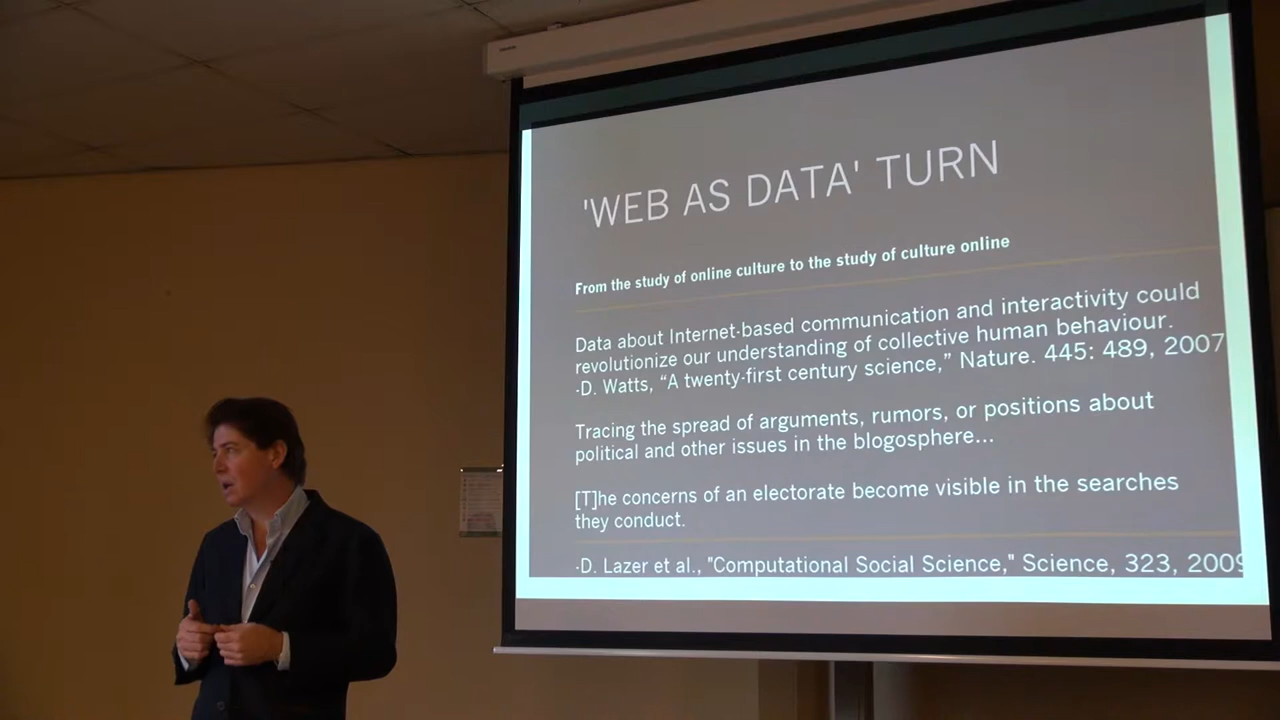 'WEB AS DATA' TURN
From the study of online culture to the study of culture online
Data about Internet-based communication and interactivity could
revolutionize our understanding of collective human behaviour.
-D. Watts, “A twenty-first century science,” Nature. 445: 489, 2007
Tracing the spread of arguments, rumors, or positions about
political and other issues in the blogosphere...
[T]he concerns of an electorate become visible in the searches
they conduct.
-D. Lazer et al., "Computational Social Science," Science, 323, 2009